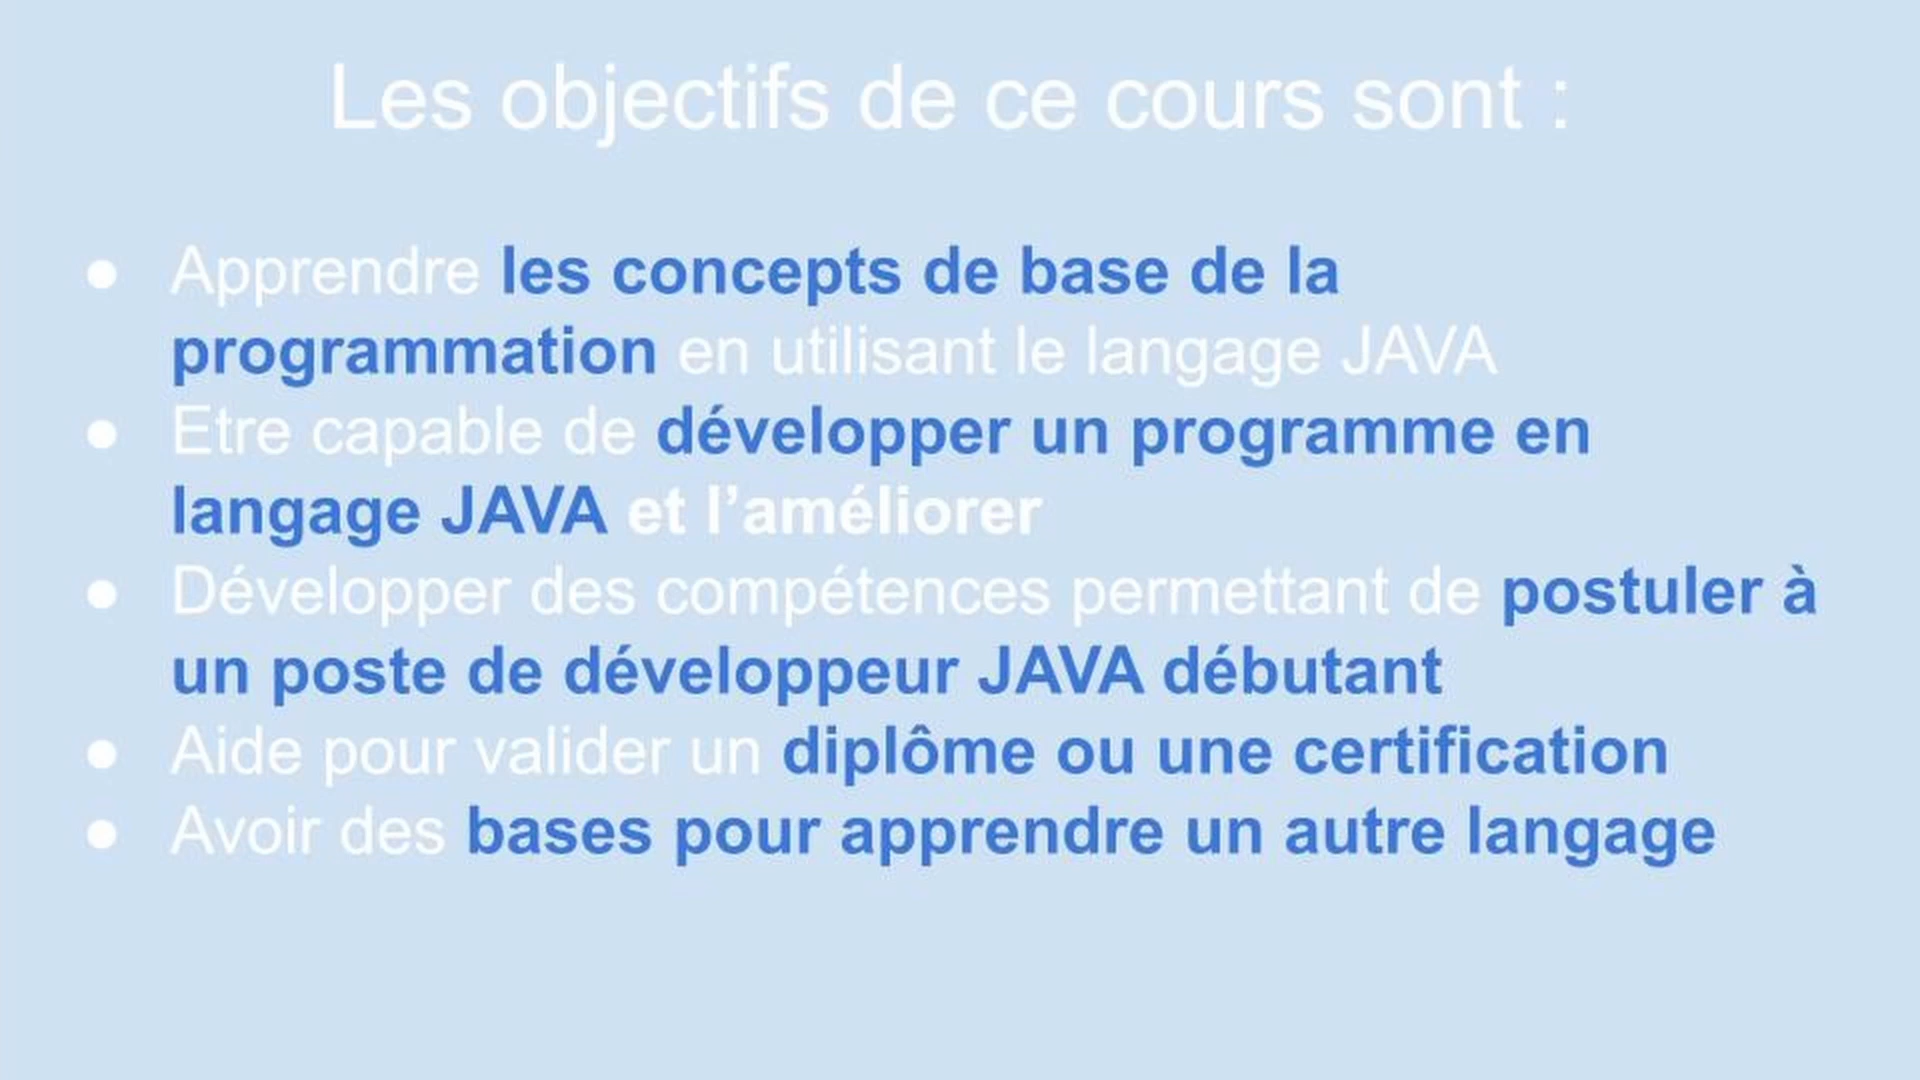 Les objectifs de ce cours sont :
● Apprendre les concepts de base de la
programmation en utilisant le langage JAVA
● Etre capable de développer un programme en
langage JAVA et l’améliorer
● Développer des compétences permettant de postuler à
un poste de développeur JAVA débutant
● Aide pour valider un diplôme ou une certification
● Avoir des bases pour apprendre un autre langage